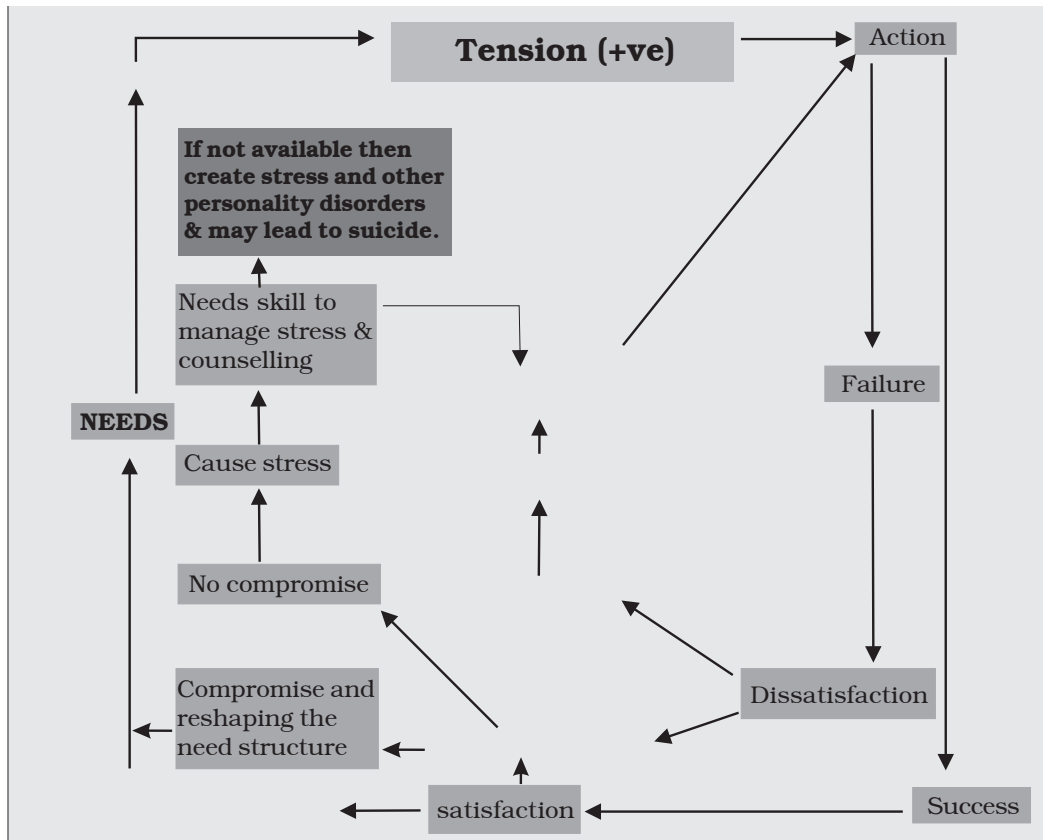 Tension (+ve)
Action
If not available then
create stress and other
personality disorders
& may lead to suicide.
Needs skill to
manage stress &
counselling
Failure
NEEDS
Cause stress
No compromise
Compromise and
reshaping the
need structure
Dissatisfaction
satisfaction
Success